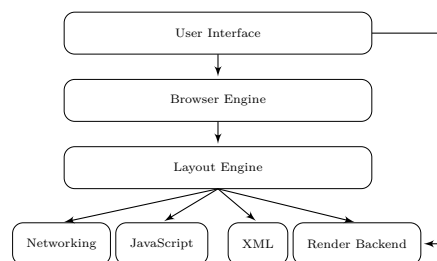 User Interface
Browser Engine
Layout Engine
Networking
JavaScript
XML
Render Backend